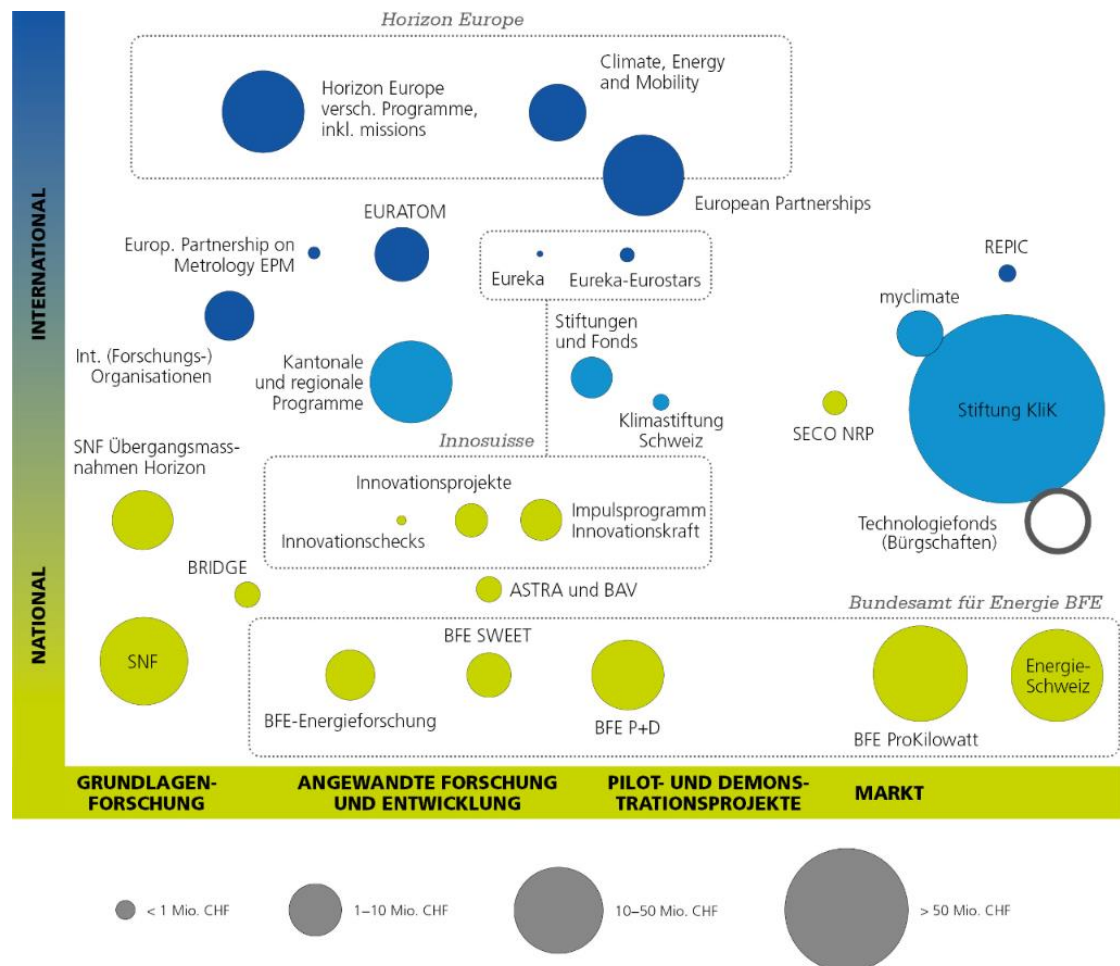 Horizon Europe
Horizon Europe
versch. Programme,
inkl. missions
Climate, Energy
and Mobility
European Partnerships
EURATOM
Europ. Partnership on
Metrology EPM
Eureka
Eureka-Eurostars
REPIC
myclimate
Int. (Forschungs-)
Organisationen
Kantonale
und regionale
Programme
Stiftungen
und Fonds
Klimastiftung
Schweiz
SECO NRP
Stiftung KliK
Innosuisse
SNF Übergangsmass-
nahmen Horizon
Innovationsprojekte
Innovationschecks
Impulsprogramm
Innovationskraft
Technologiefonds
(Bürgschaften)
BRIDGE
ASTRA und BAV
Bundesamt für Energie BFE
SNF
BFE SWEET
BFE-Energieforschung
BFE P+D
BFE ProKilowatt
Energie-
Schweiz
INTERNATIONAL
NATIONAL
GRUNDLAGEN-
FORSCHUNG
ANGEWANDTE FORSCHUNG
UND ENTWICKLUNG
PILOT- UND DEMONS-
TRATIONSPROJEKTE
MARKT
< 1 Mio. CHF
1–10 Mio. CHF
10–50 Mio. CHF
> 50 Mio. CHF